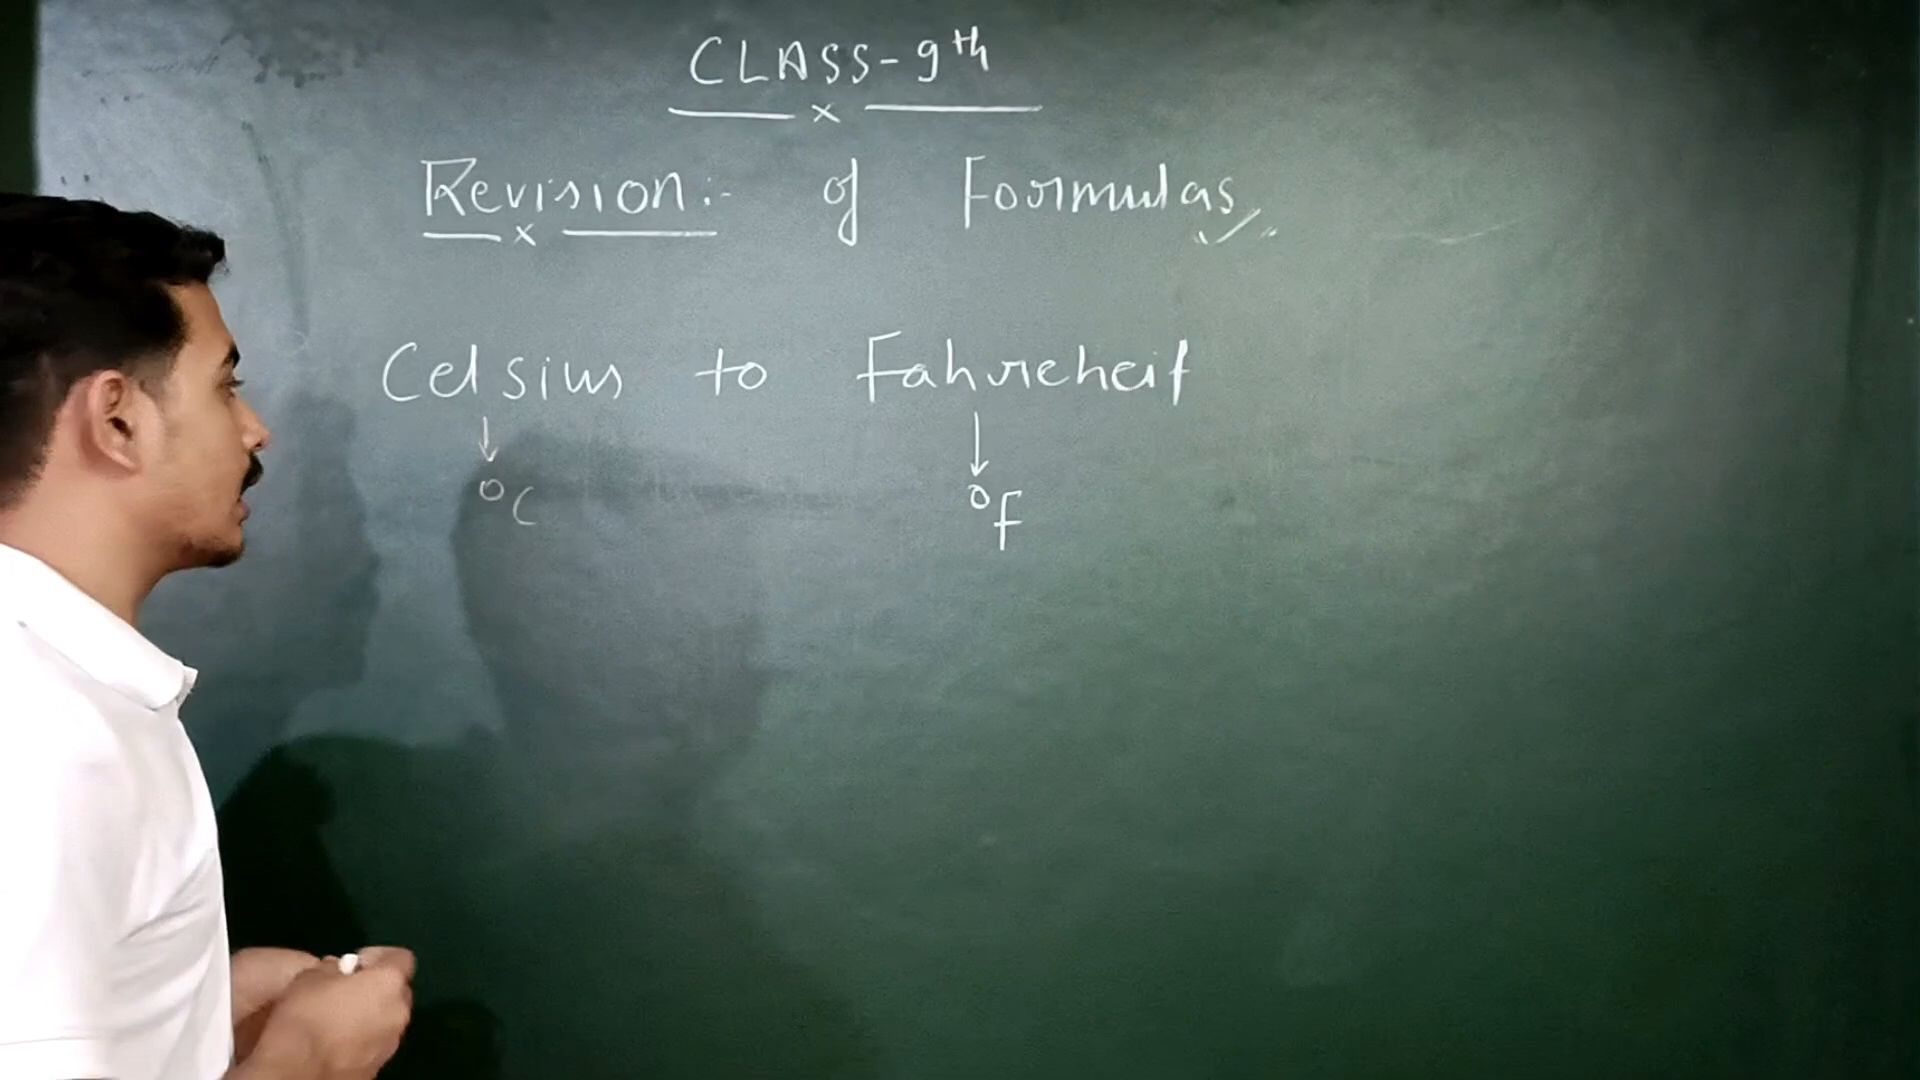 CLASS-9th
Revision:- of Formulas
Celsius to Fahreheit
°C °F